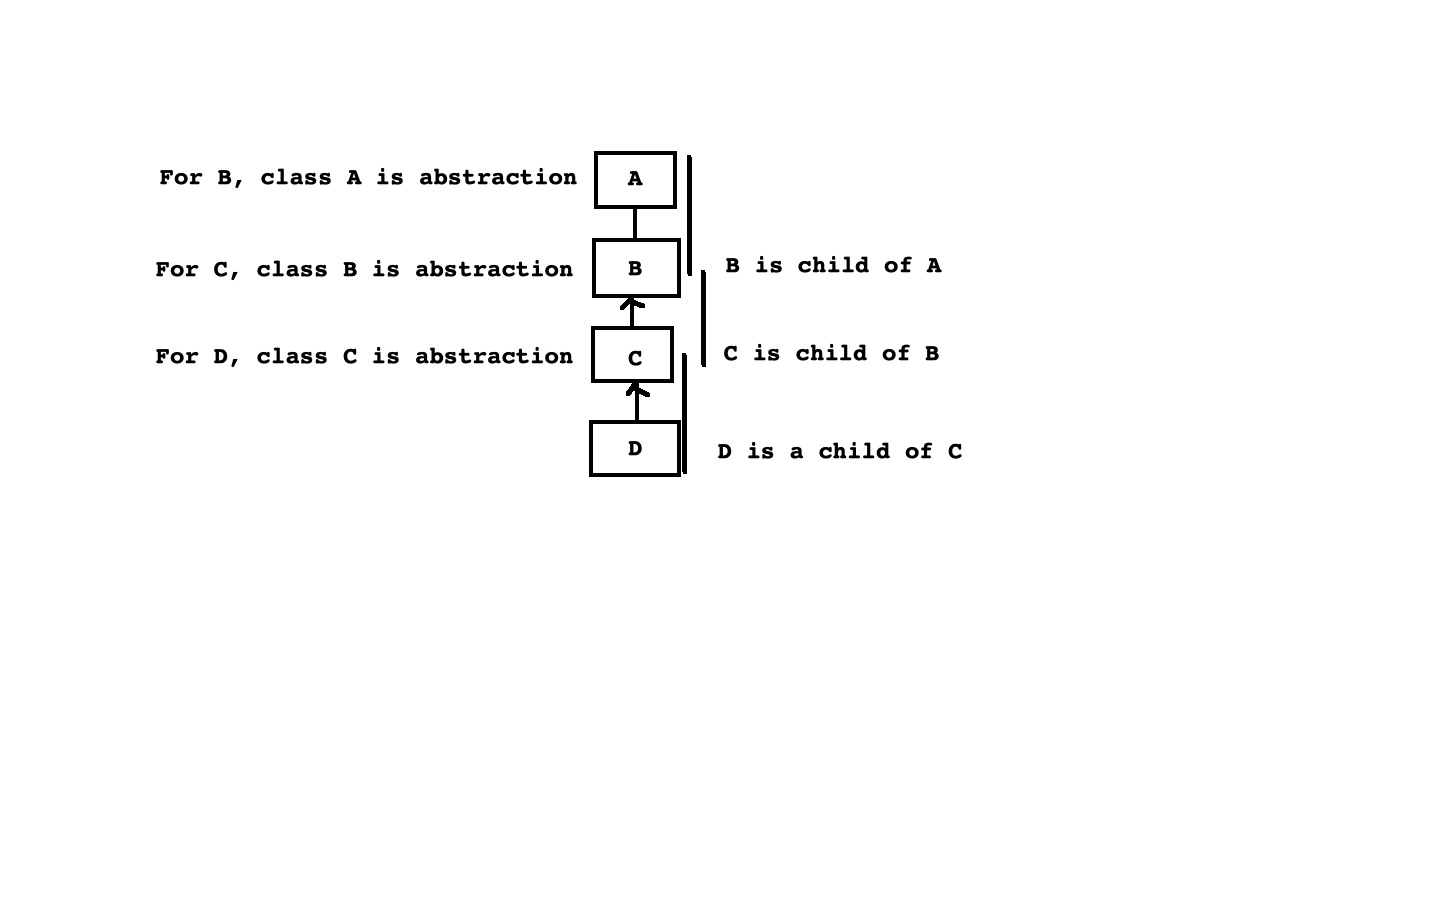 For B, class A is abstraction
A
For C, class B is abstraction
B
B is child of A
For D, class C is abstraction
C
C is child of B
D
D is a child of C